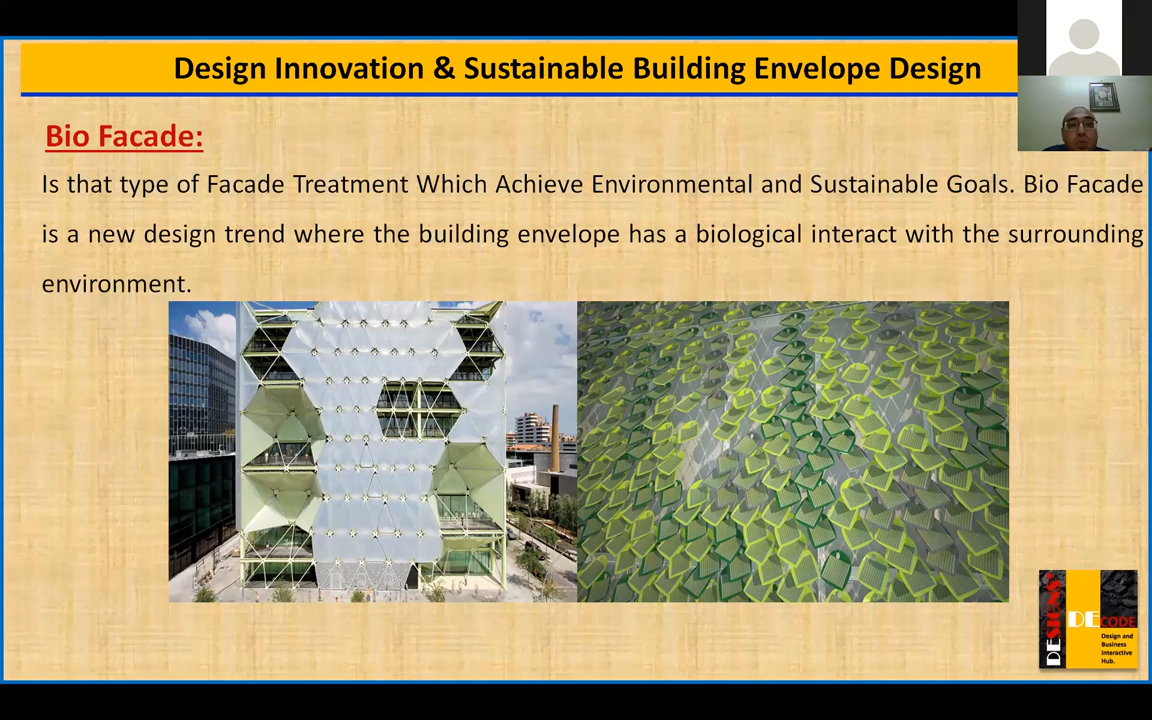 Design Innovation & Sustainable Building Envelope Design
Bio Facade:
Is that type of Facade Treatment Which Achieve Environmental and Sustainable Goals. Bio Facade
is a new design trend where the building envelope has a biological interact with the surrounding
environment.
DESIGNS'
DECODE
Design and
Business
Interactive
Hub.